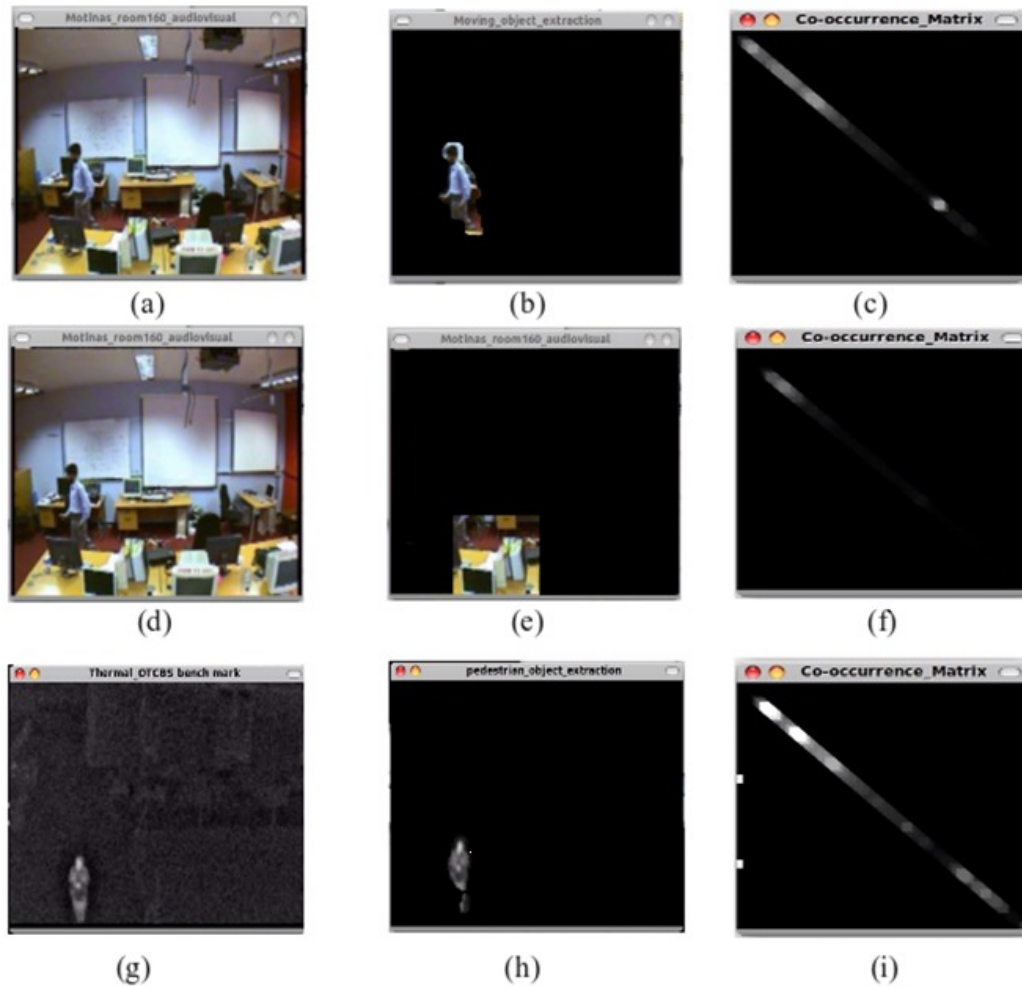 Motinas_room160_audiovisual
Moving_object_extraction
Co-occurrence_Matrix
(a)
(b)
(c)
Motinas_room160_audiovisual
Motinas_room160_audiovisual
Co-occurrence_Matrix
(d)
(e)
(f)
Thermal_OTCBS bench mark
pedestrian_object_extraction
Co-occurrence_Matrix
(g)
(h)
(i)